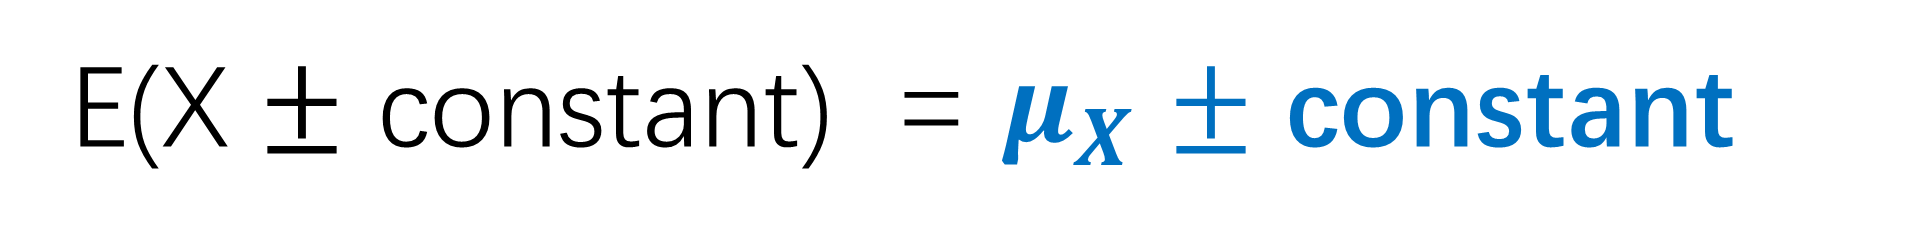 E(X ± constant) = μX ± constant